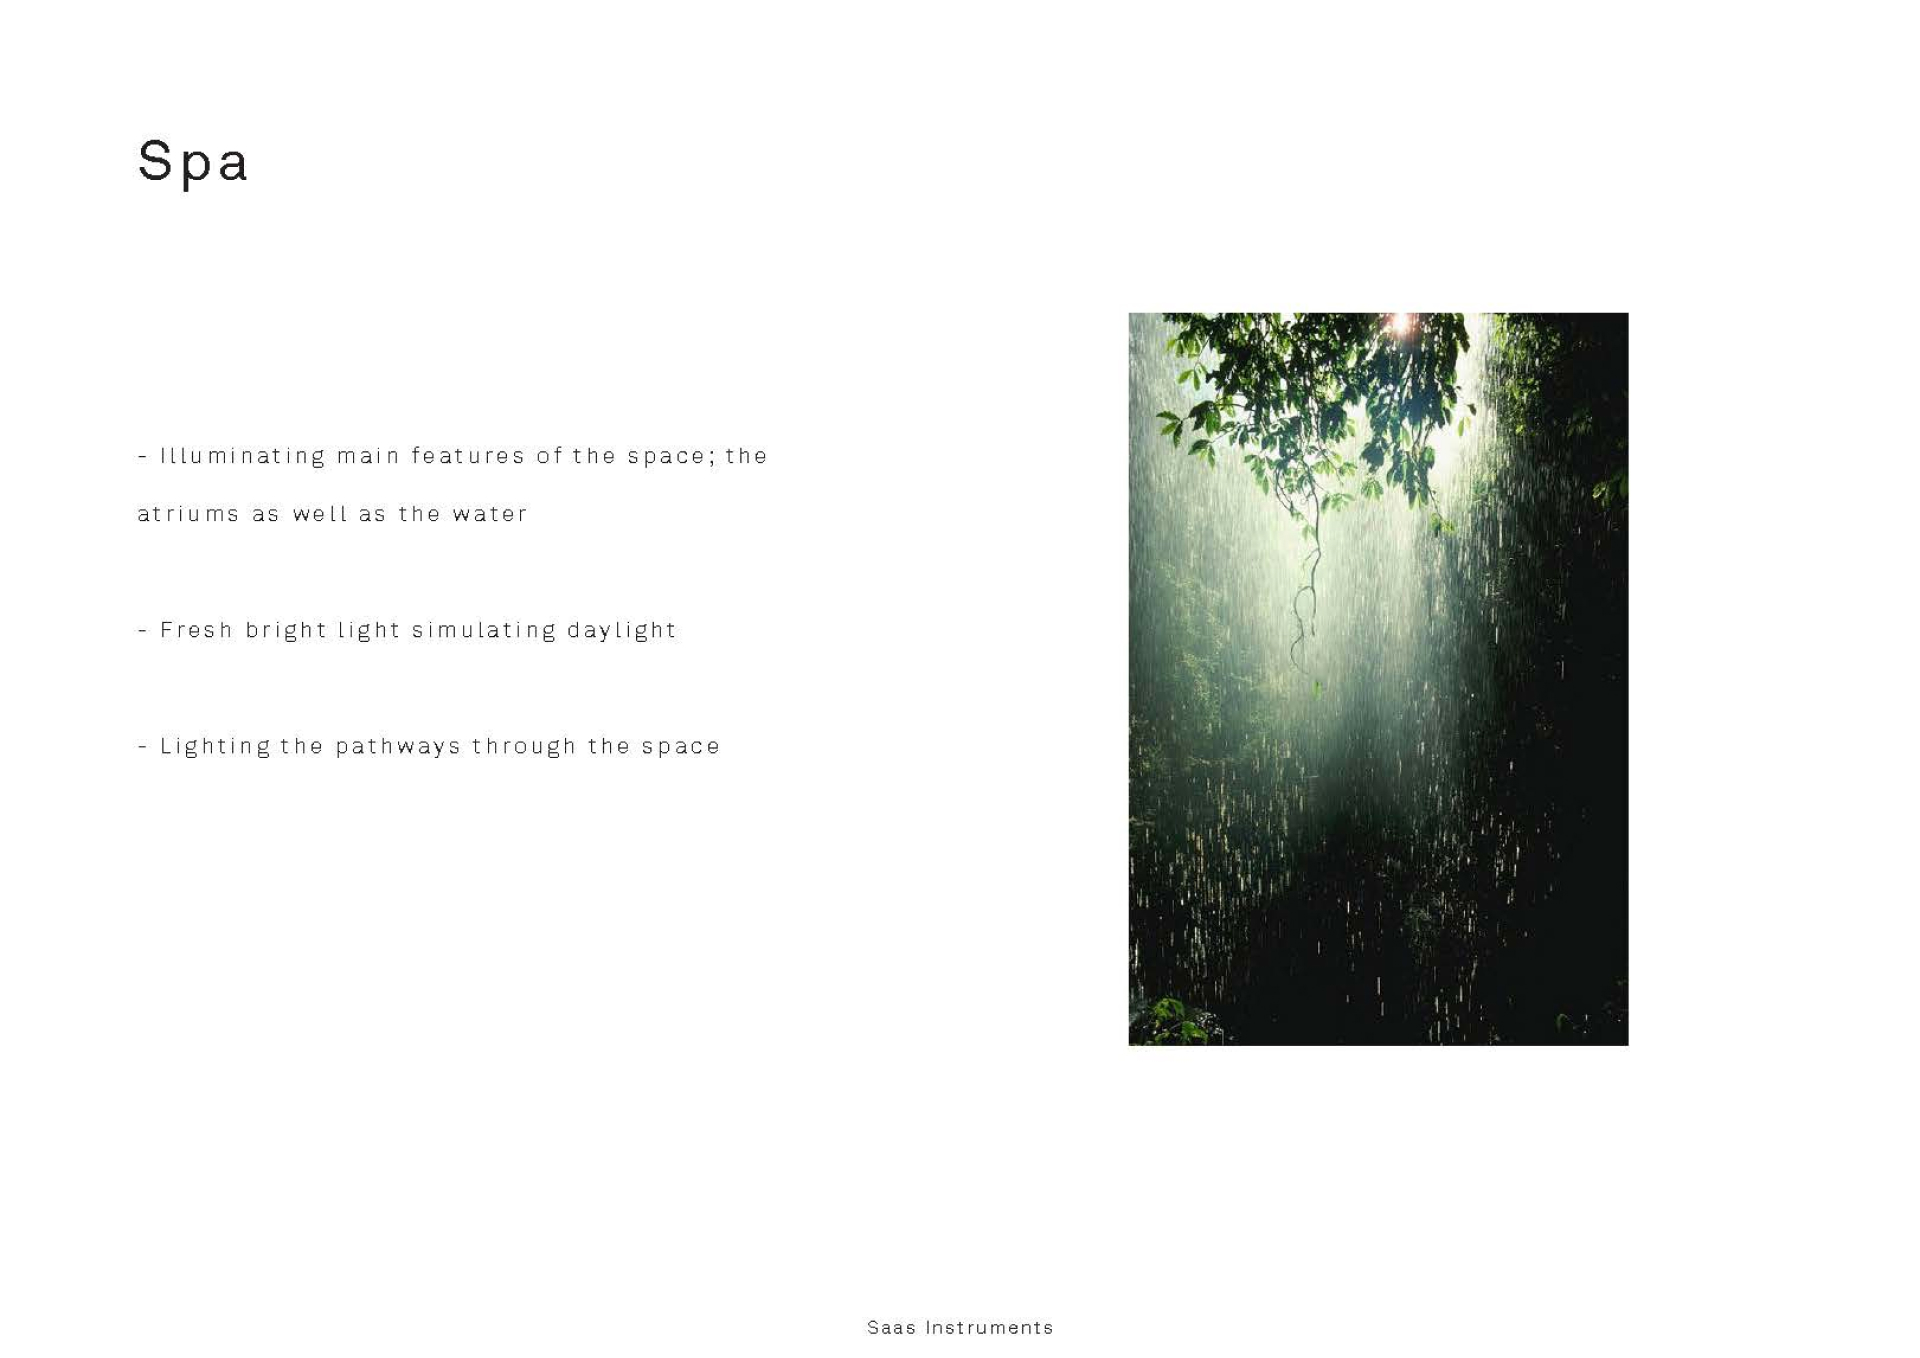 Spa
- Illuminating main features of the space; the
atriums as well as the water
- Fresh bright light simulating daylight
- Lighting the pathways through the space
Saas Instruments